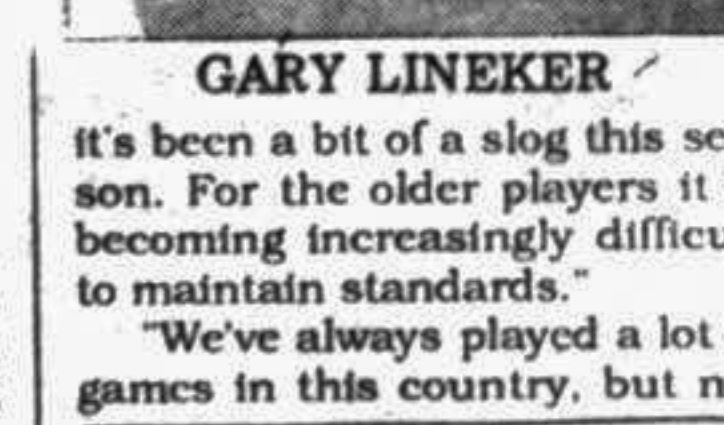 GARY LINEKER
it's been a bit of a slog this se
son. For the older players it
becoming increasingly difficu
to maintain standards."
"We've always played a lot
games in this country, but n